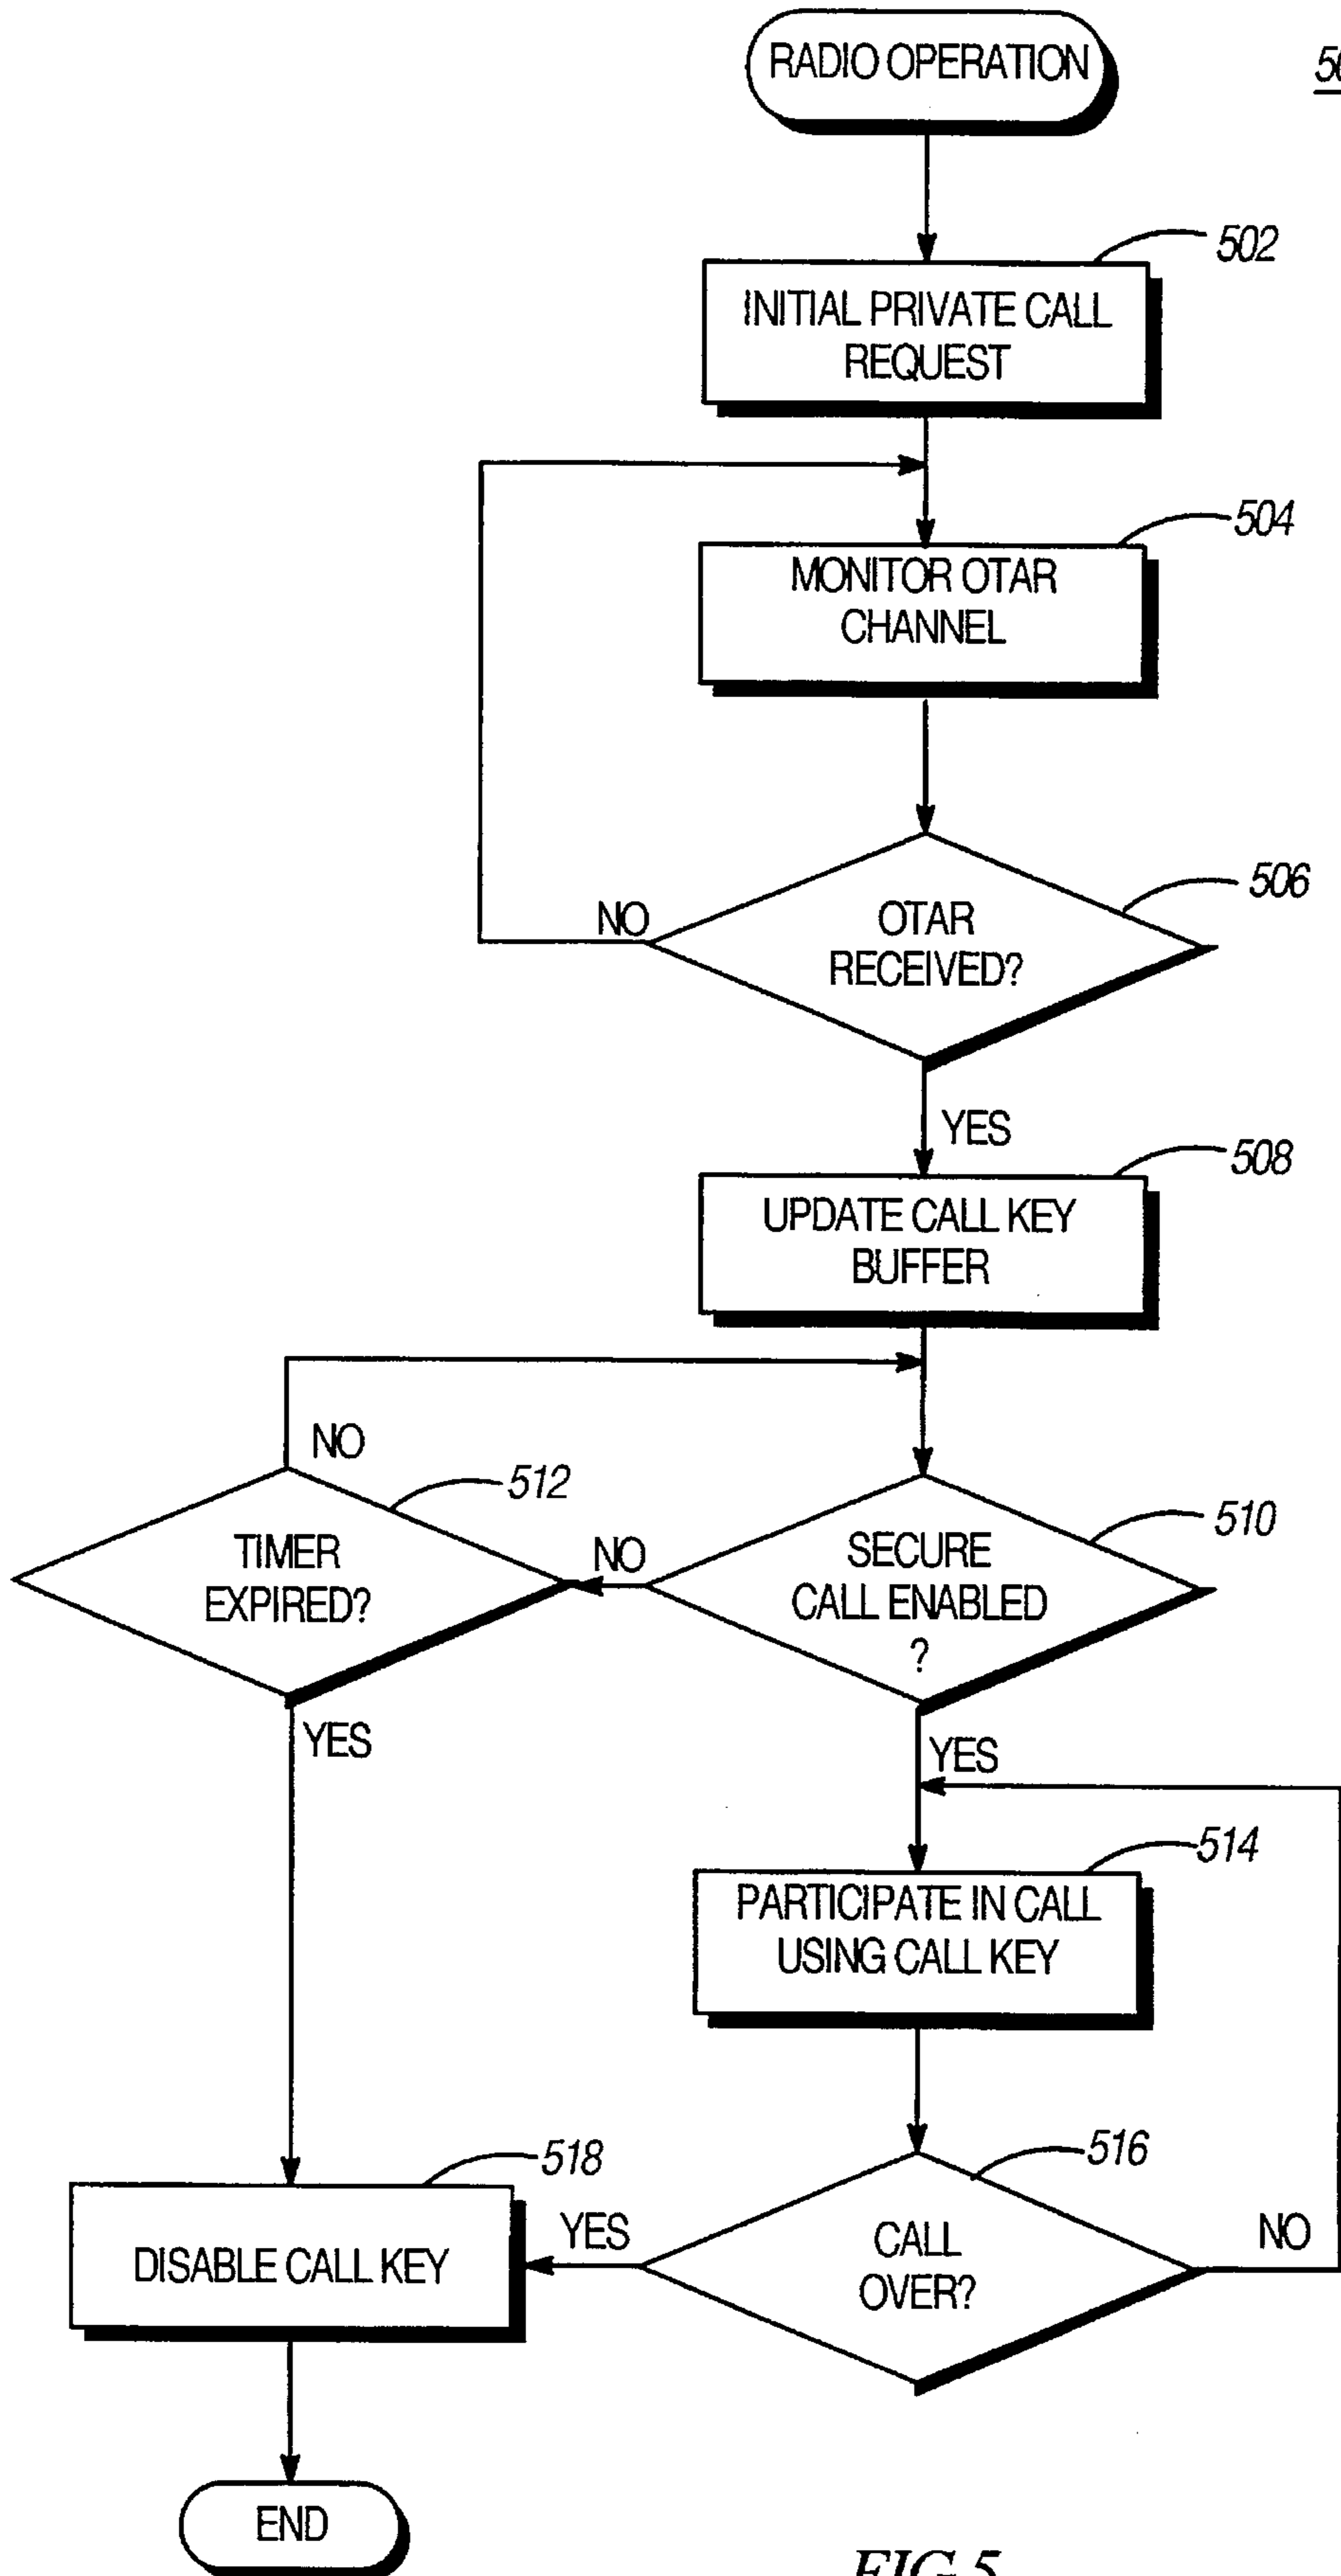 RADIO OPERATION
502
INITIAL PRIVATE CALL
REQUEST
504
MONITOR OTAR
CHANNEL
506
NO
OTAR
RECEIVED?
YES
508
UPDATE CALL KEY
BUFFER
NO
512
510
TIMER
EXPIRED?
NO
SECURE
CALL ENABLED
?
YES
YES
514
PARTICIPATE IN CALL
USING CALL KEY
518
516
DISABLE CALL KEY
YES
CALL
OVER?
NO
END
FIG.5